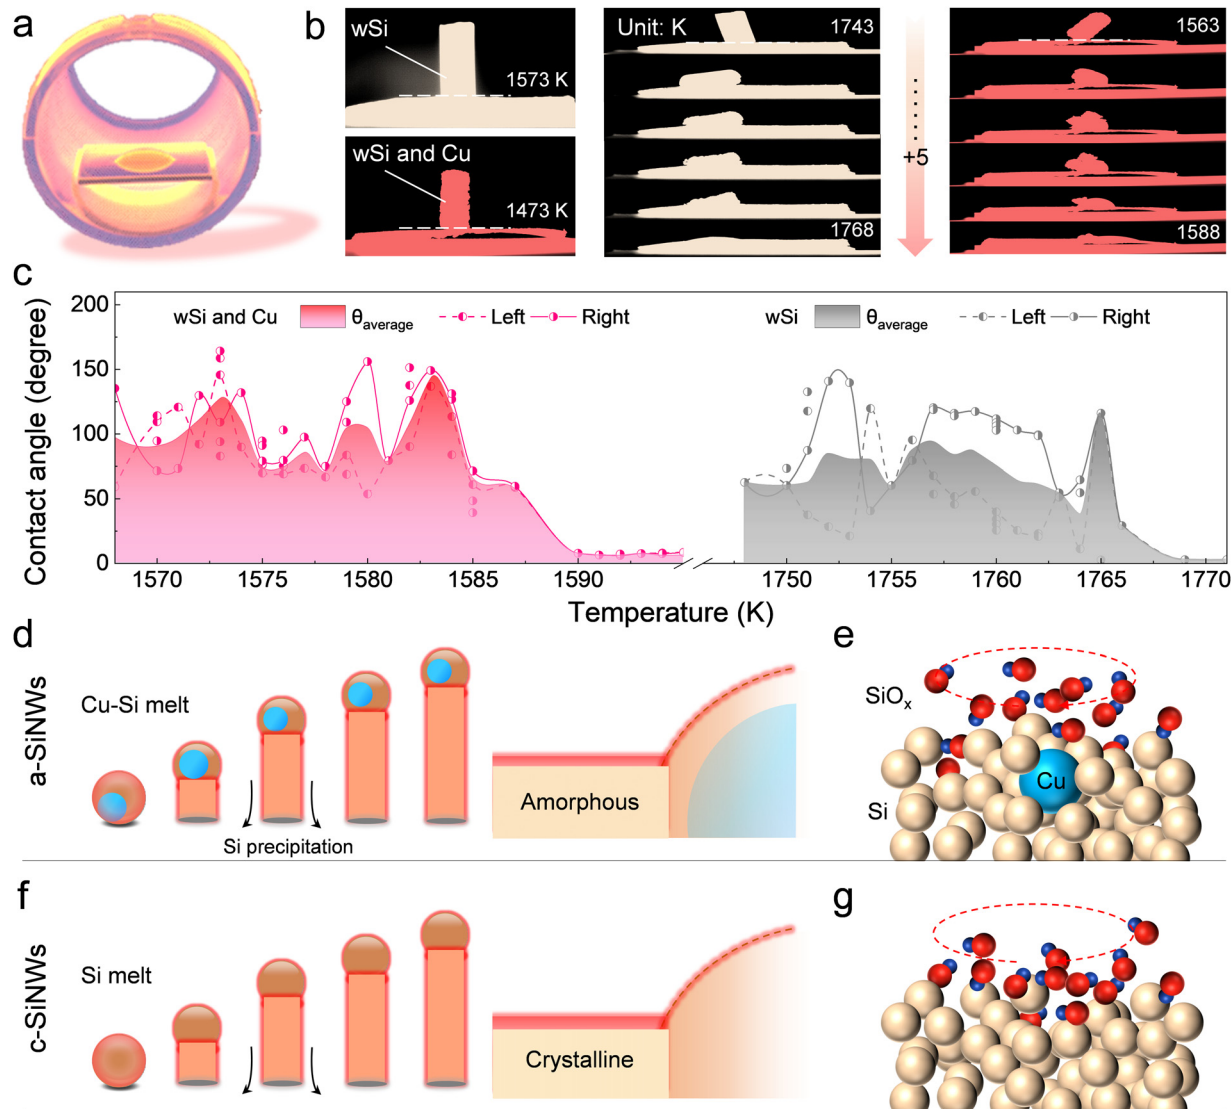 a
b
wSi
1573 K
wSi and Cu
1473 K
Unit: K
1743
1768
+5
1563
1588
c
Contact angle (degree)
200
150
100
50
0
wSi and Cu
θaverage
Left
Right
wSi
θaverage
Left
Right
1570
1575
1580
1585
1590
1750
1755
1760
1765
1770
Temperature (K)
d
a-SiNWs
Cu-Si melt
Si precipitation
Amorphous
e
SiOx
Cu
Si
f
c-SiNWs
Si melt
Crystalline
g